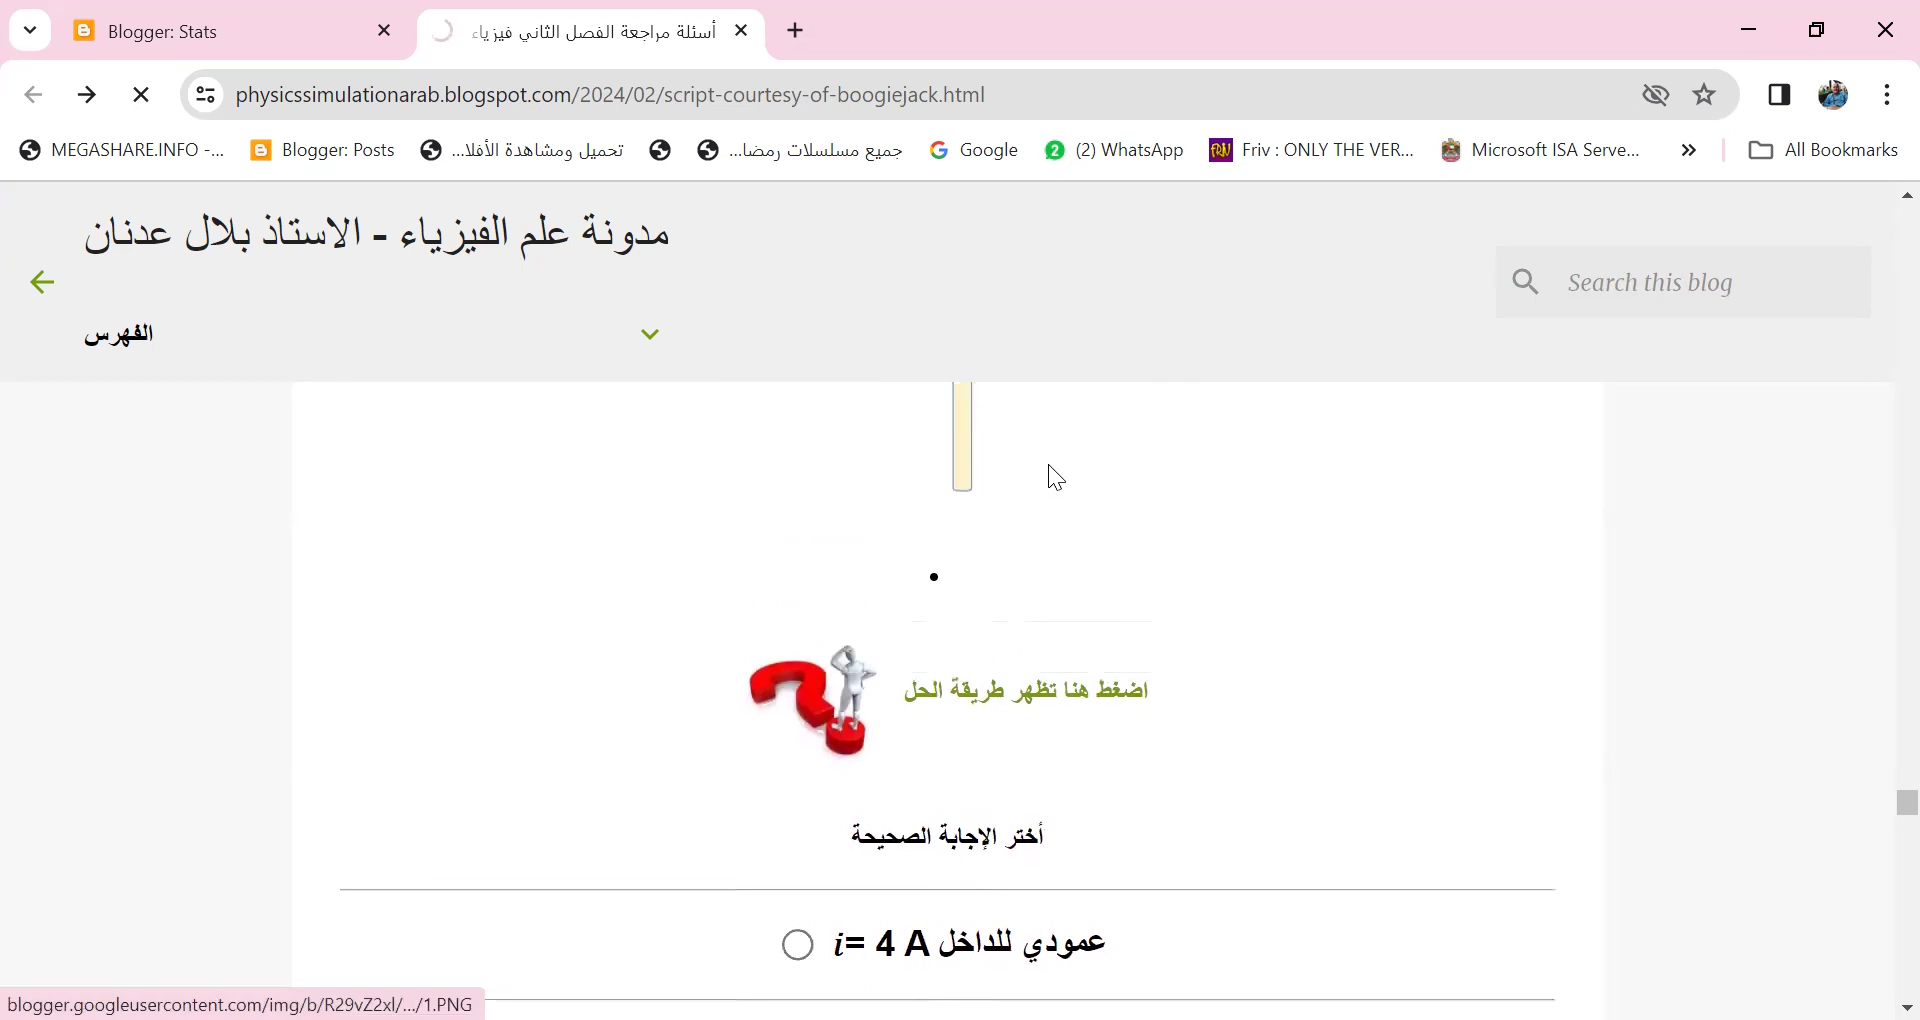 Blogger: Stats
أسئلة مراجعة الفصل الثاني فيزياء
physicssimulationarab.blogspot.com/2024/02/script-courtesy-of-boogiejack.html
MEGASHARE.INFO -...
Blogger: Posts
تحميل ومشاهدة الأفلا...
جميع مسلسلات رمضا...
Google
(2) WhatsApp
Friv : ONLY THE VER...
Microsoft ISA Serve...
»
All Bookmarks
مدونة علم الفيزياء - الاستاذ بلال عدنان
Search this blog
الفهرس
اضغط هنا تظهر طريقة الحل
أختر الإجابة الصحيحة
i= 4 A عمودي للداخل
blogger.googleusercontent.com/img/b/R29vZ2xl/.../1.PNG